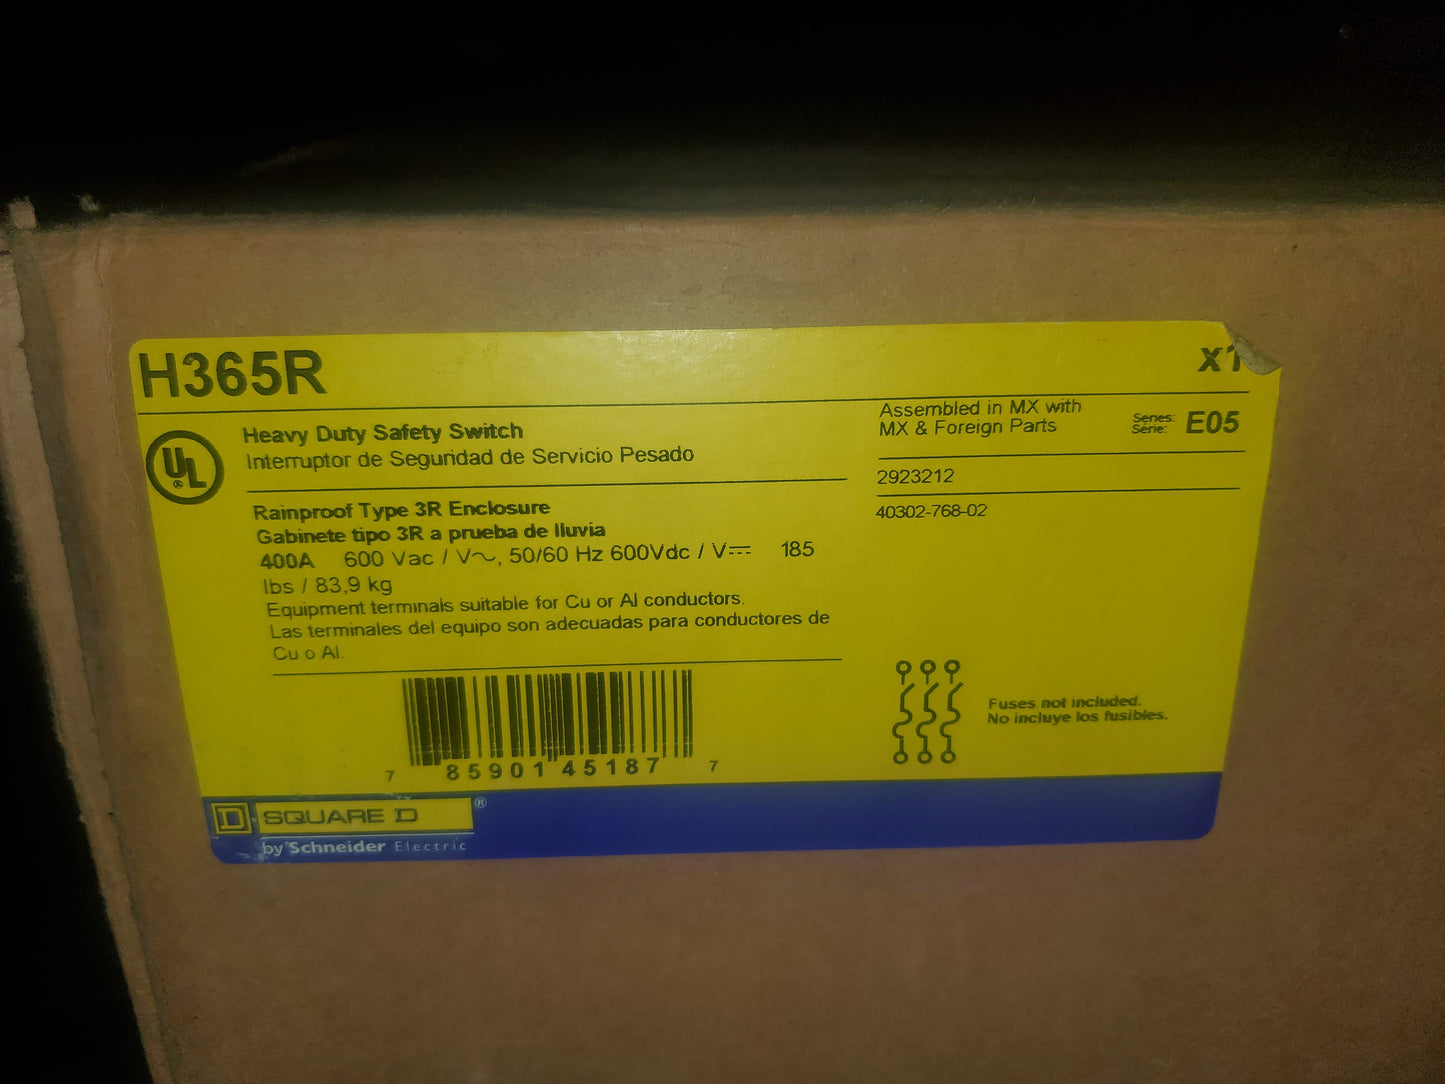 H365R
X1
Heavy Duty Safety Switch
Interruptor de Seguridad de Servicio Pesado
Assembled in MX with
MX & Foreign Parts
Series:
Serie:
E05
UL
®
2923212
40302-768-02
Rainproof Type 3R Enclosure
Gabinete tipo 3R a prueba de lluvia
400A 600 Vac / V~, 50/60 Hz 600Vdc / V⎓ 185
lbs / 83,9 kg
Equipment terminals suitable for Cu or Al conductors.
Las terminales del equipo son adecuadas para conductores de
Cu o Al.
Fuses not included.
No incluye los fusibles.
7 85901 45187 7
D SQUARE D ®
by Schneider Electric